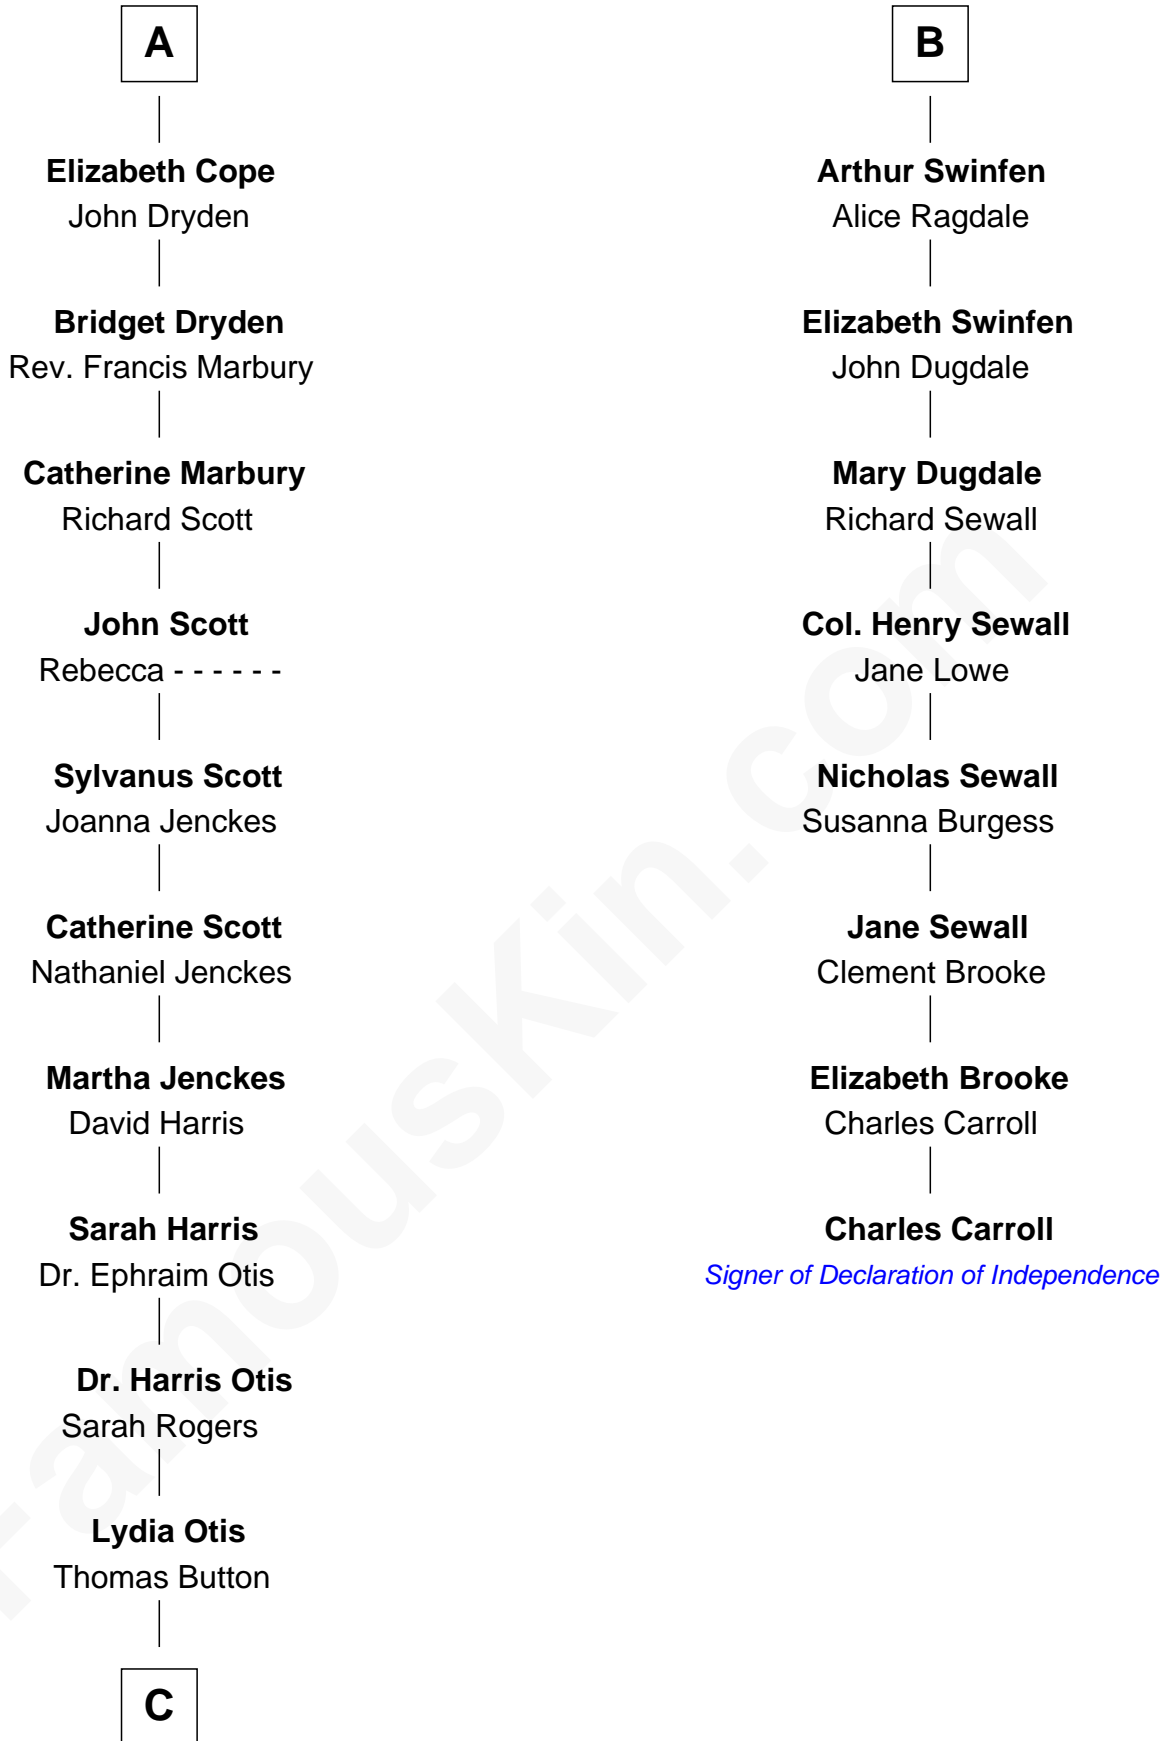 A
Elizabeth Cope
John Dryden
Bridget Dryden
Rev. Francis Marbury
Catherine Marbury
Richard Scott
John Scott
Rebecca - - - - - -
Sylvanus Scott
Joanna Jenckes
Catherine Scott
Nathaniel Jenckes
Martha Jenckes
David Harris
Sarah Harris
Dr. Ephraim Otis
Dr. Harris Otis
Sarah Rogers
Lydia Otis
Thomas Button
C
B
Arthur Swinfen
Alice Ragdale
Elizabeth Swinfen
John Dugdale
Mary Dugdale
Richard Sewall
Col. Henry Sewall
Jane Lowe
Nicholas Sewall
Susanna Burgess
Jane Sewall
Clement Brooke
Elizabeth Brooke
Charles Carroll
Charles Carroll
Signer of Declaration of Independence
FamousKin.com